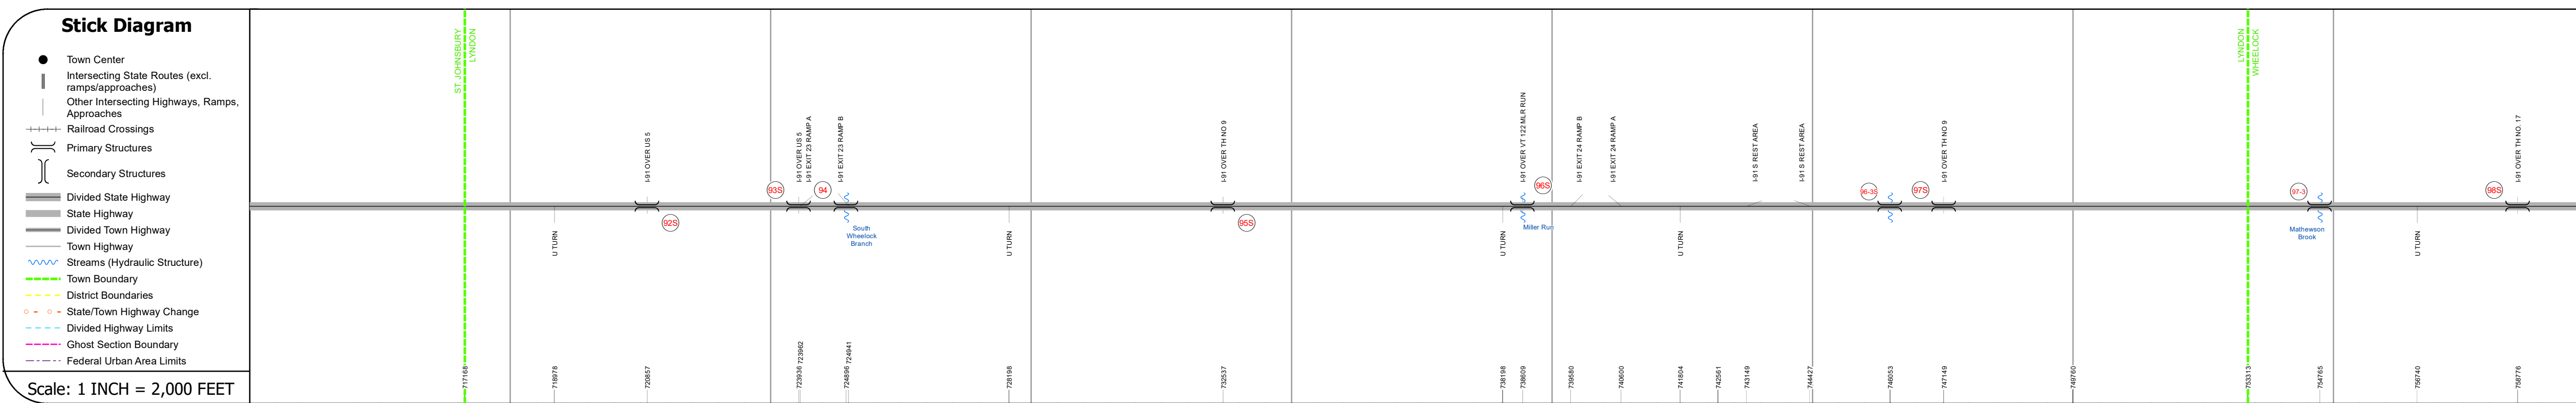 Stick Diagram
Town Center
Intersecting State Routes (excl.
ramps/approaches)
Other Intersecting Highways, Ramps,
Approaches
Railroad Crossings
Primary Structures
Secondary Structures
Divided State Highway
State Highway
Divided Town Highway
Town Highway
Streams (Hydraulic Structure)
Town Boundary
District Boundaries
State/Town Highway Change
Divided Highway Limits
Ghost Section Boundary
Federal Urban Area Limits
Scale: 1 INCH = 2,000 FEET
ST. JOHNSBURY
LYNDON
LYNDON
WHEELOCK
I-91 OVER US 5
I-91 OVER US 5
I-91 EXIT 23 RAMP A
I-91 EXIT 23 RAMP B
I-91 OVER TH NO 9
I-91 OVER VT 122 MLR RUN
I-91 EXIT 24 RAMP B
I-91 EXIT 24 RAMP A
I-91 S REST AREA
I-91 S REST AREA
I-91 OVER TH NO 9
I-91 OVER TH NO. 17
92S
93S
94
95S
96S
96-3S
97S
97-3
98S
U TURN
South
Wheelock
Branch
U TURN
U TURN
Miller Run
U TURN
Mathewson
Brook
U TURN
717168
718978
720857
723936
723962
724896
724941
728198
732537
738198
738609
739580
740600
741804
742561
743149
744427
746053
747149
749760
753313
754765
756740
758776